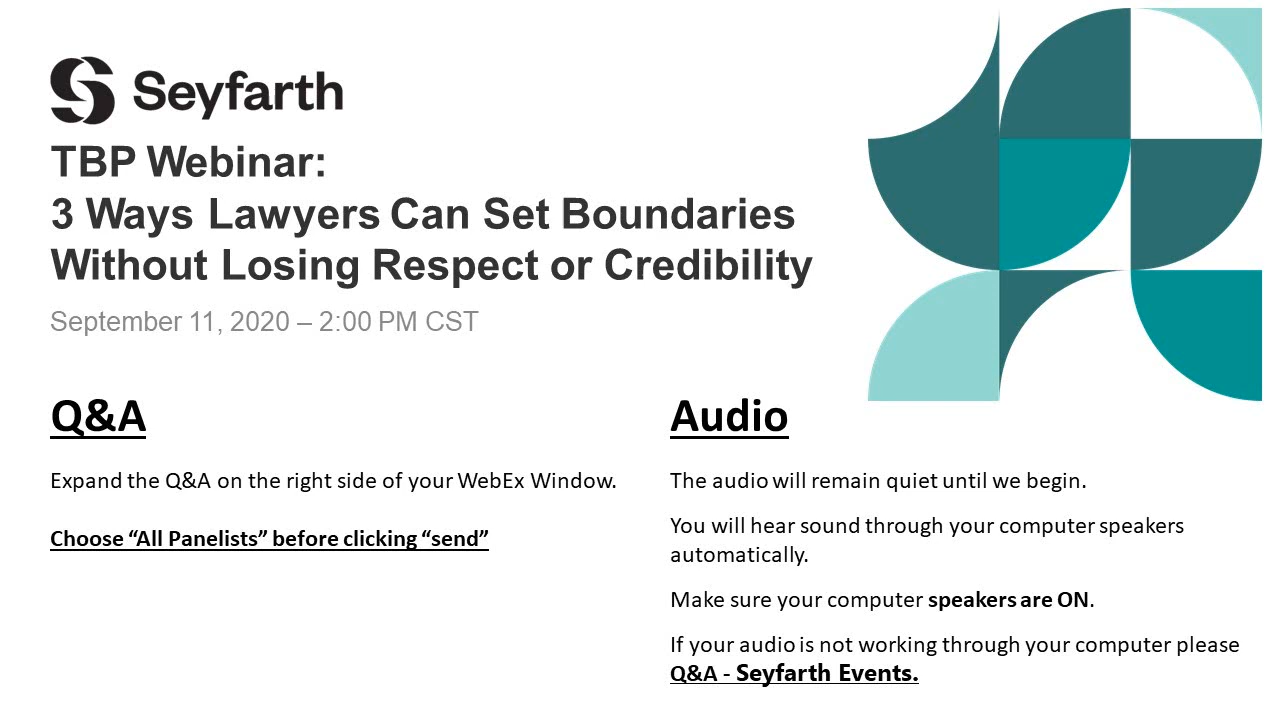 Seyfarth
TBP Webinar:
3 Ways Lawyers Can Set Boundaries
Without Losing Respect or Credibility
September 11, 2020 – 2:00 PM CST
Q&A
Expand the Q&A on the right side of your WebEx Window.
Choose “All Panelists” before clicking “send”
Audio
The audio will remain quiet until we begin.
You will hear sound through your computer speakers
automatically.
Make sure your computer speakers are ON.
If your audio is not working through your computer please
Q&A - Seyfarth Events.